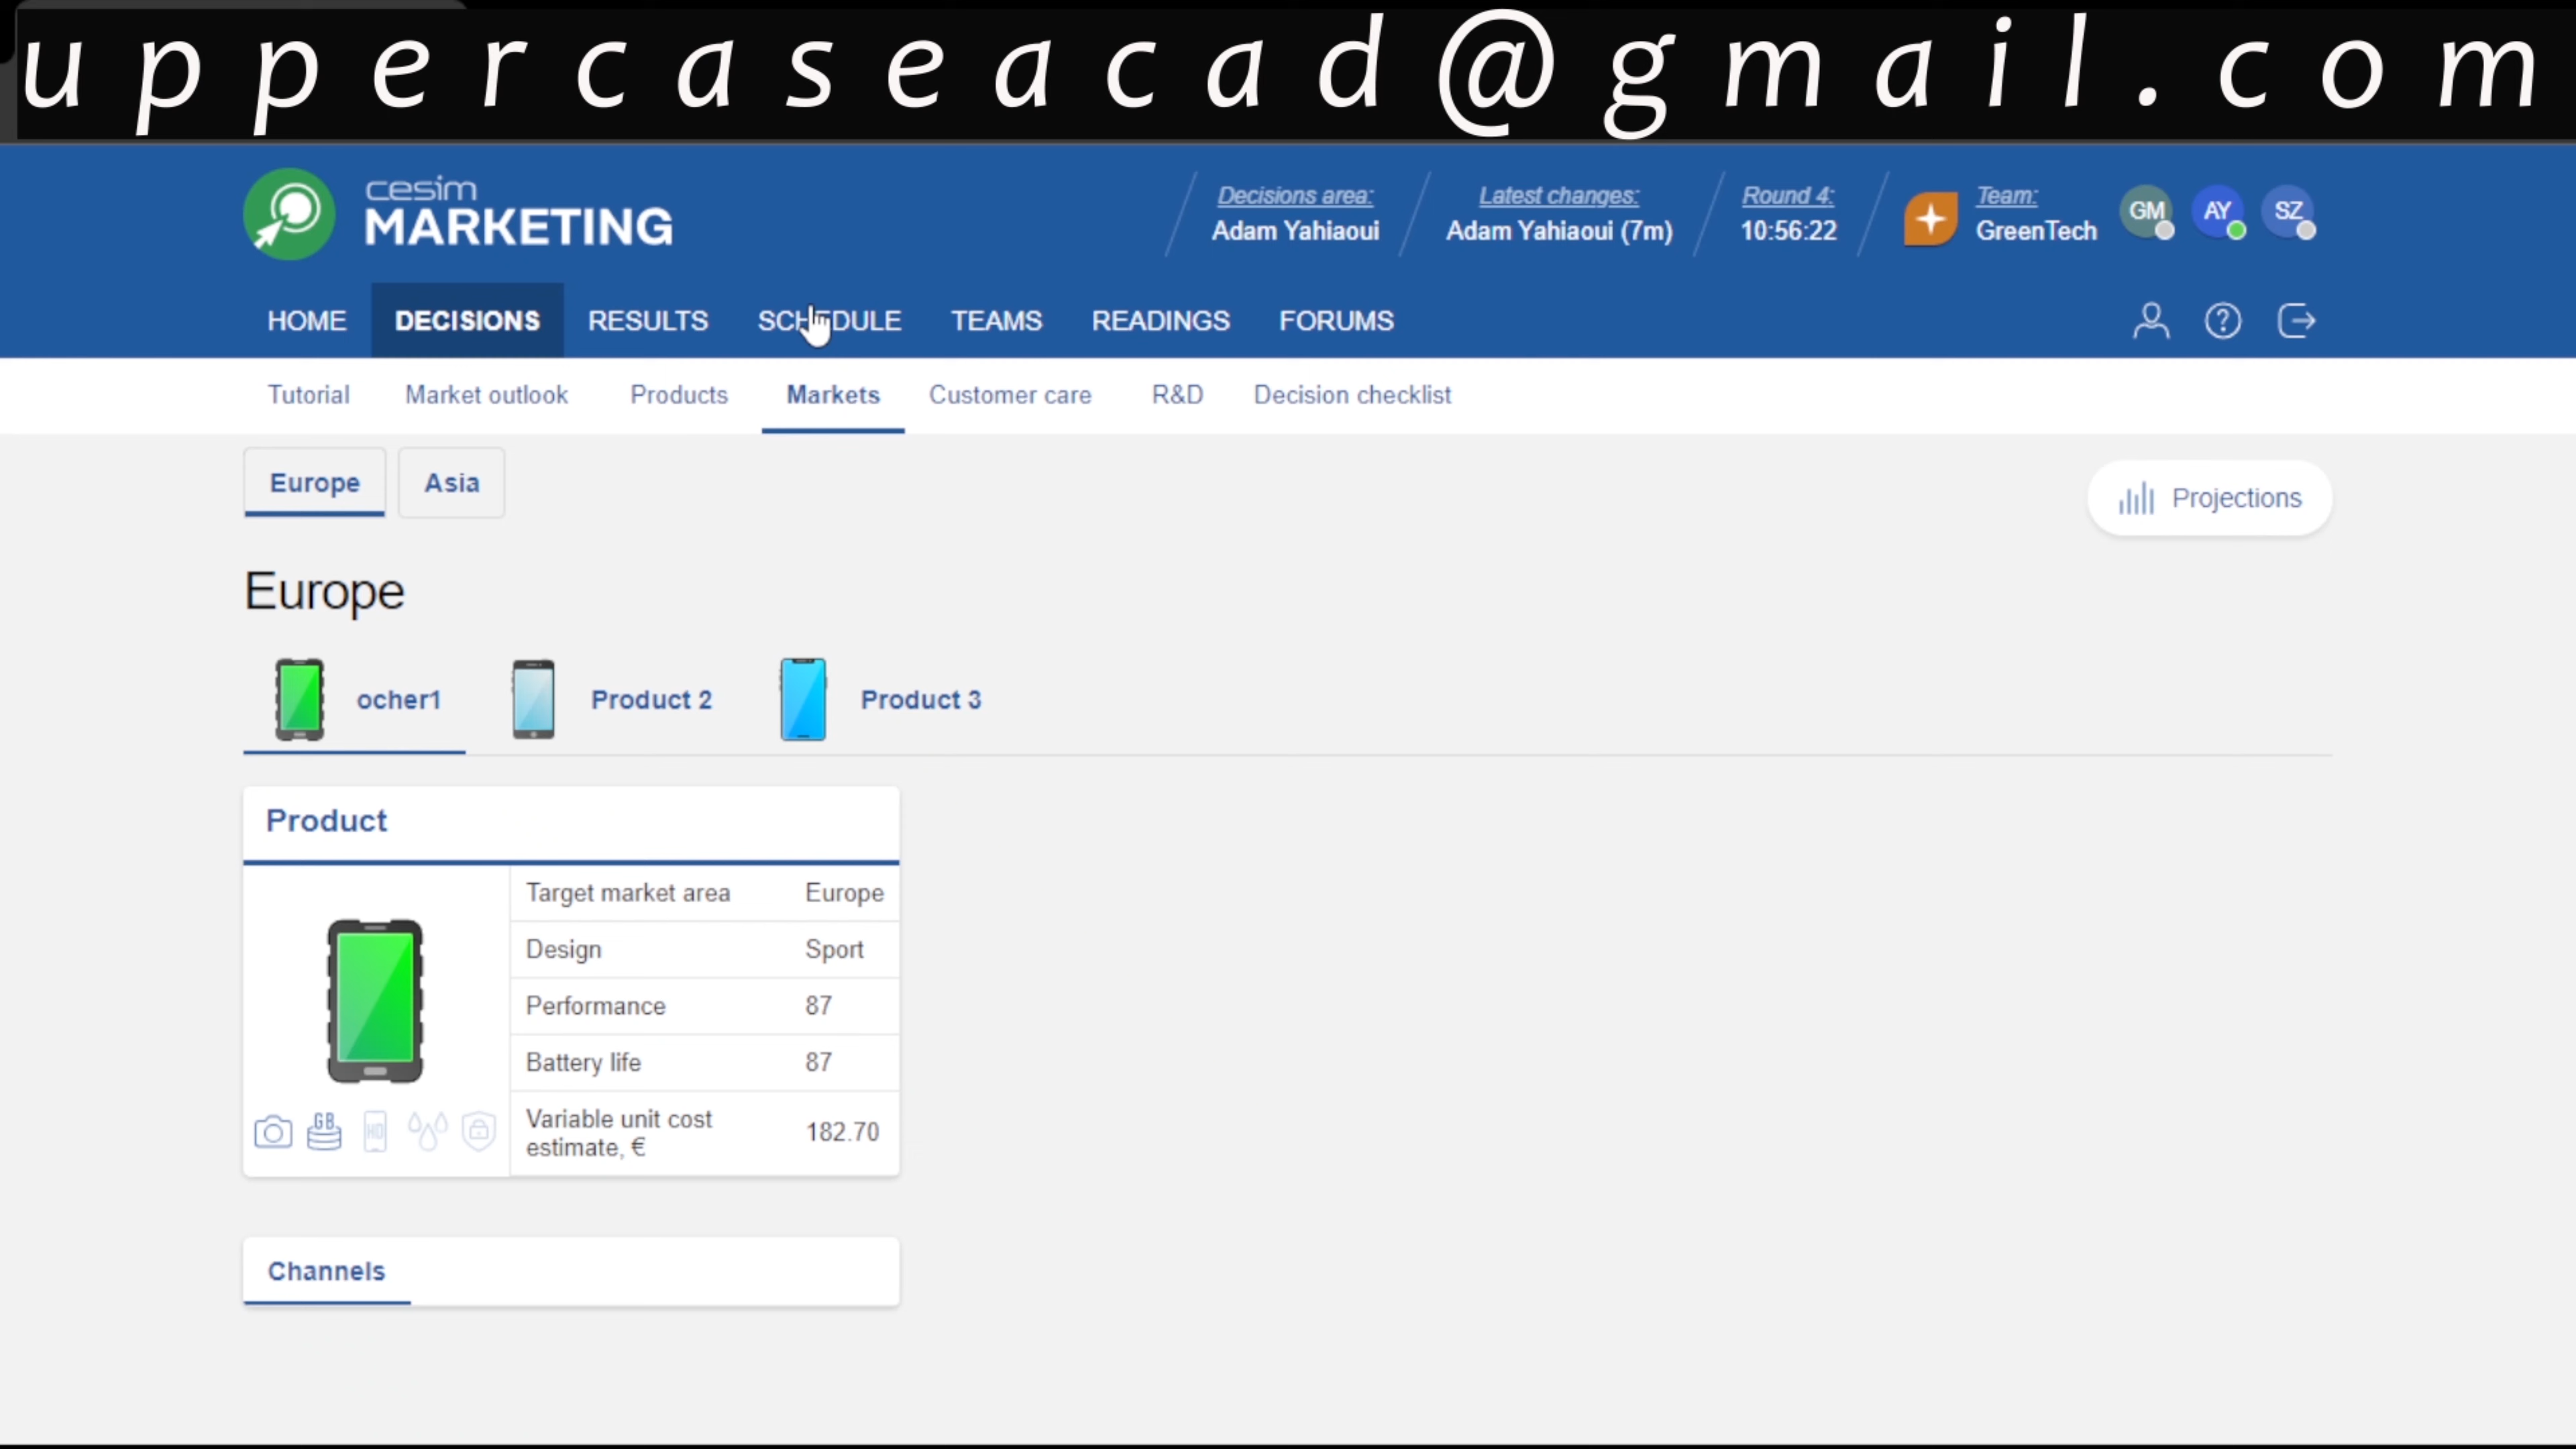 uppercaseacad@gmail.com
cesim
MARKETING
Decisions area:
Adam Yahiaoui
Latest changes:
Adam Yahiaoui (7m)
Round 4:
10:56:22
Team:
GreenTech
GM AY SZ
HOME DECISIONS RESULTS SCHEDULE TEAMS READINGS FORUMS
Tutorial Market outlook Products Markets Customer care R&D Decision checklist
Europe Asia
Projections
Europe
ocher1 Product 2 Product 3
Product
Target market area Europe
Design Sport
Performance 87
Battery life 87
Variable unit cost
estimate, € 182.70
GB HD
Channels